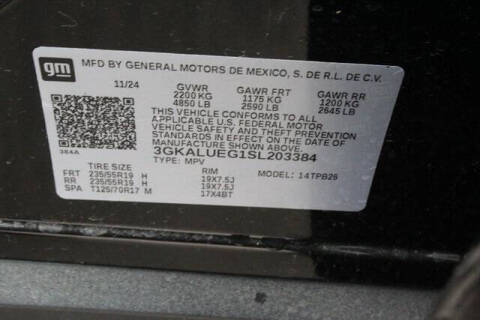 gm
MFD BY GENERAL MOTORS DE MEXICO, S. DE R.L. DE C.V.
11/24 GVWR GAWR FRT GAWR RR
2200 KG 1175 KG 1200 KG
4850 LB 2590 LB 2645 LB
THIS VEHICLE CONFORMS TO ALL
APPLICABLE U.S. FEDERAL MOTOR
VEHICLE SAFETY AND THEFT PREVENTION
STANDARDS IN EFFECT ON THE DATE OF
MANUFACTURE SHOWN ABOVE.
384A 3GKALUEG1SL203384
TYPE: MPV MODEL: 14TPB26
TIRE SIZE RIM
FRT 235/55R19 H 19X7.5J
RR 235/55R19 H 19X7.5J
SPA T125/70R17 M 17X4BT